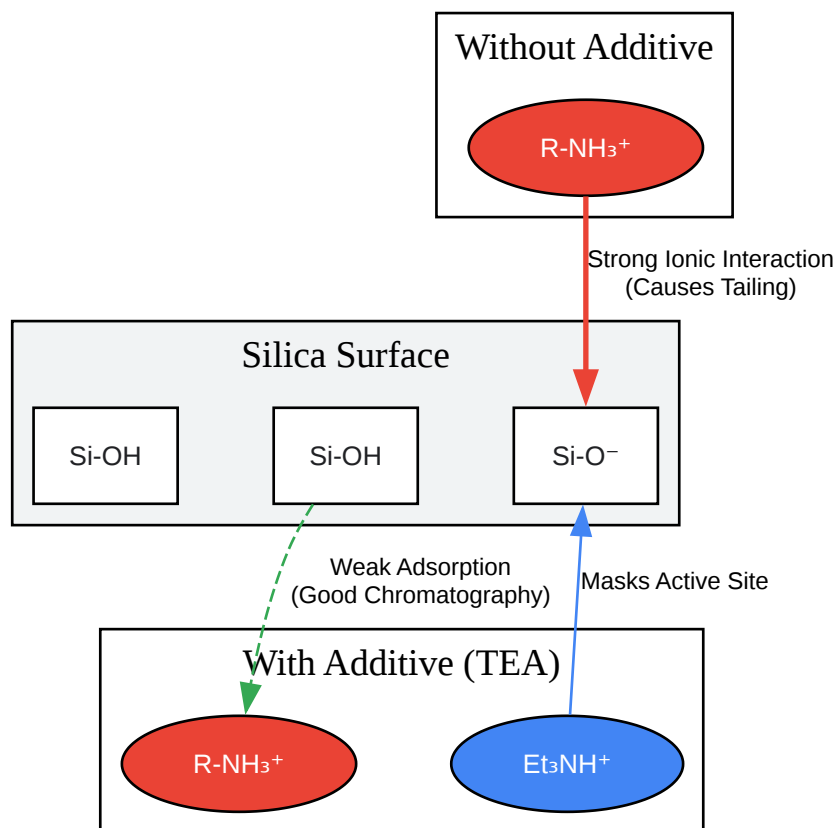 Without Additive
R-NH₃⁺
Strong Ionic Interaction
(Causes Tailing)
Silica Surface
Si-OH
Si-OH
Si-O⁻
Weak Adsorption
(Good Chromatography)
Masks Active Site
With Additive (TEA)
R-NH₃⁺
Et₃NH⁺